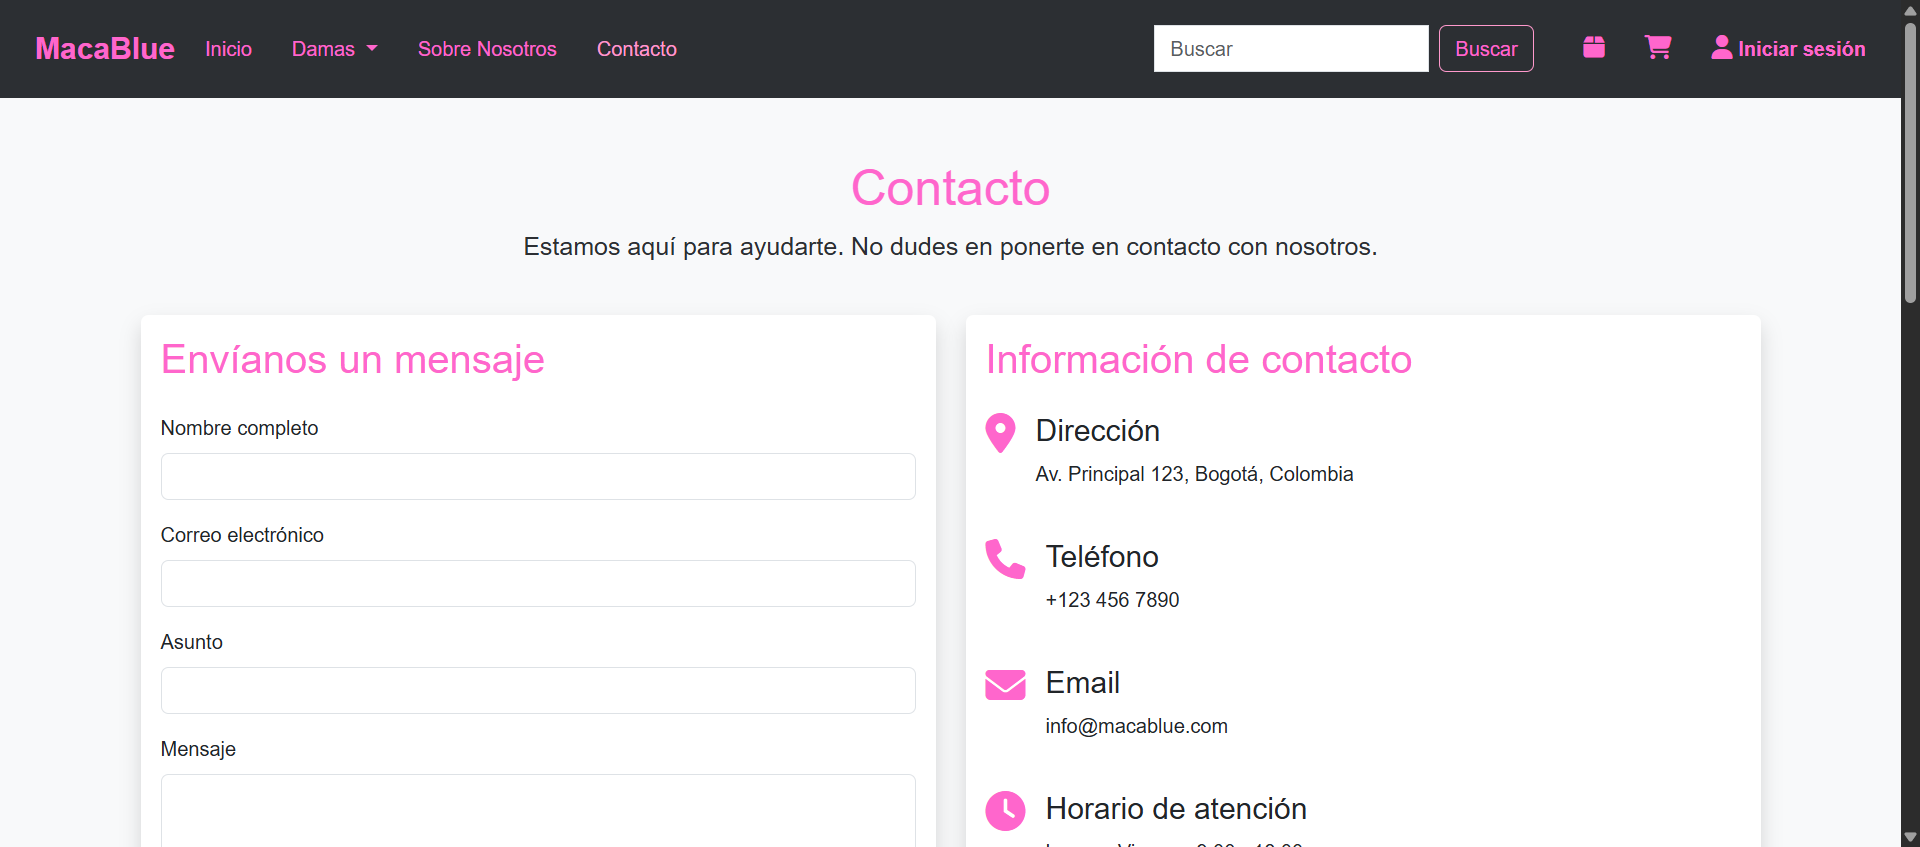 MacaBlue Inicio Damas Sobre Nosotros Contacto Buscar Buscar Iniciar sesión
Contacto
Estamos aquí para ayudarte. No dudes en ponerte en contacto con nosotros.
Envíanos un mensaje
Nombre completo
Correo electrónico
Asunto
Mensaje
Información de contacto
Dirección
Av. Principal 123, Bogotá, Colombia
Teléfono
+123 456 7890
Email
info@macablue.com
Horario de atención